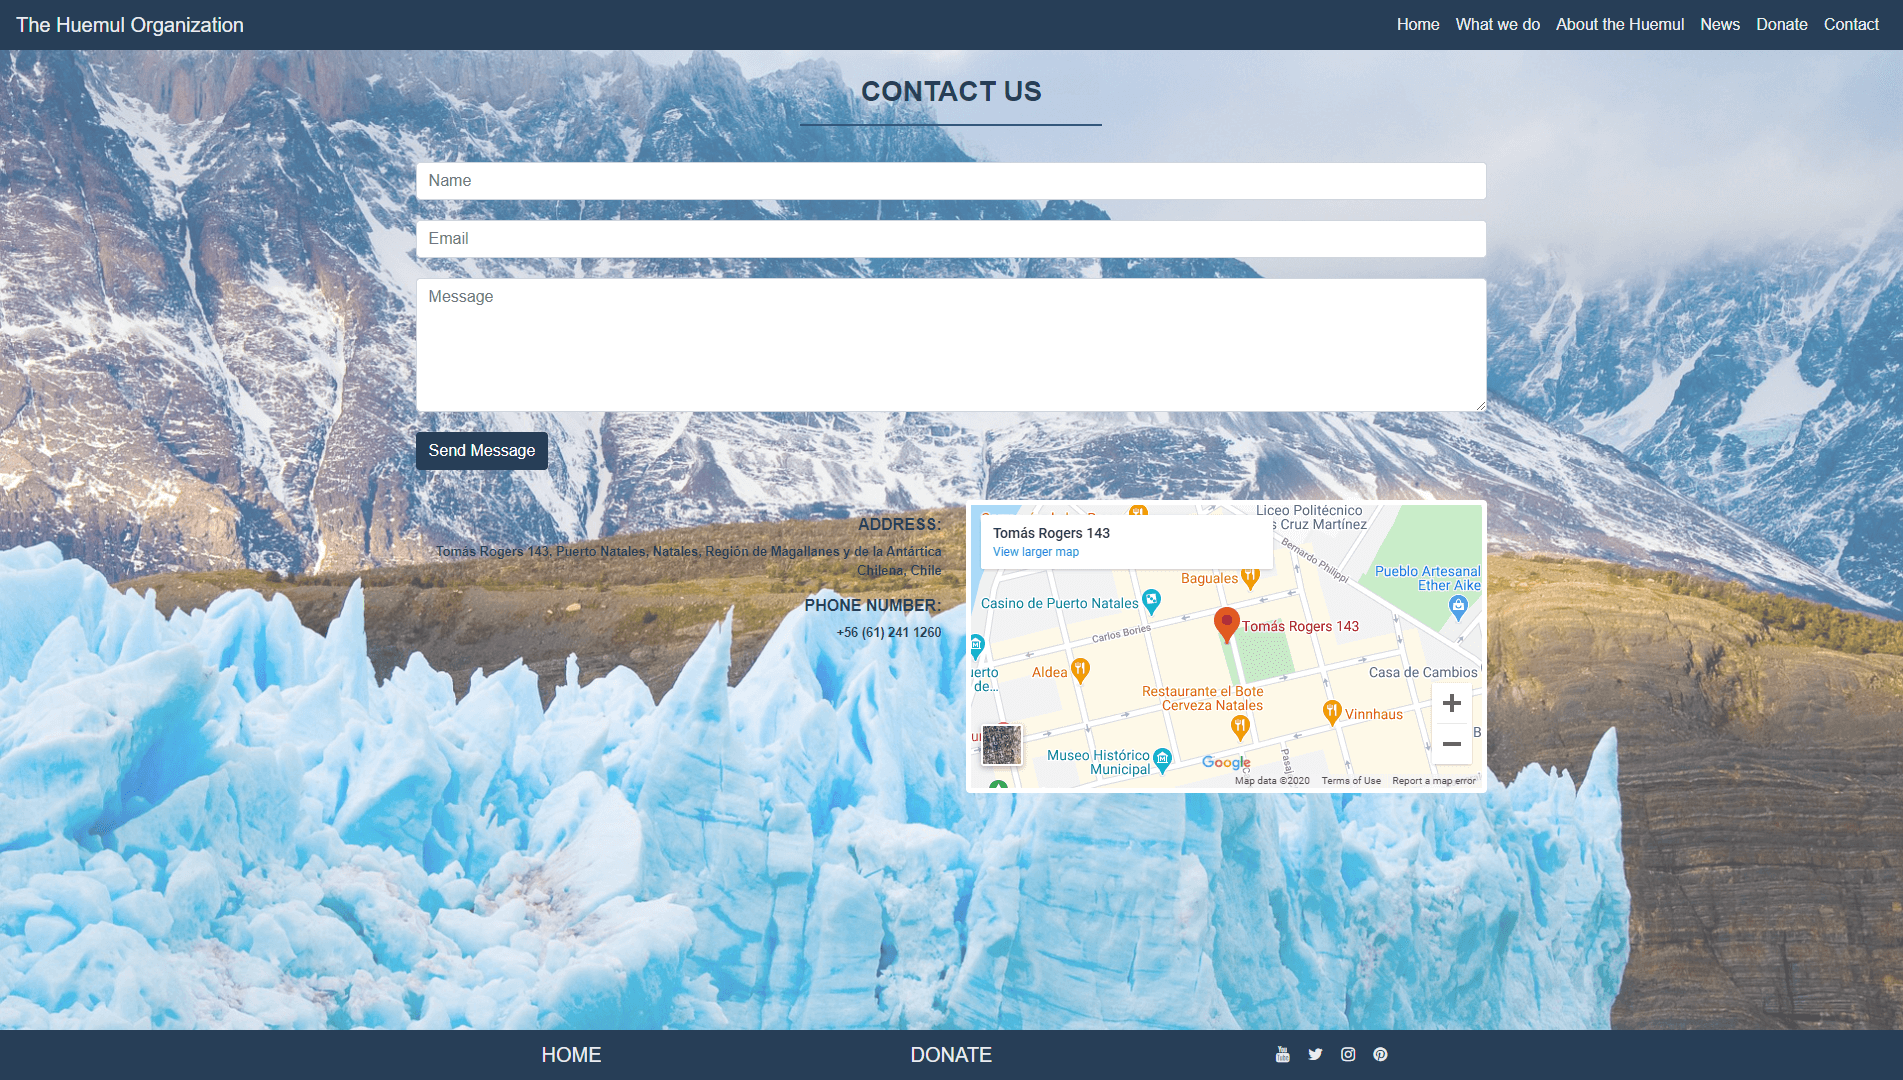 The Huemul Organization
Home What we do About the Huemul News Donate Contact
CONTACT US
Name
Email
Message
Send Message
ADDRESS:
Tomás Rogers 143, Puerto Natales, Natales, Región de Magallanes y de la Antártica
Chilena, Chile
PHONE NUMBER:
+56 (61) 241 1260
Tomás Rogers 143
View larger map
Liceo Politécnico
s Cruz Martínez
Bernardo Philippi
Pueblo Artesanal
Ether Aike
Baguales
Casino de Puerto Natales
Carlos Bories
Tomás Rogers 143
uerto
de...
Aldea
Casa de Cambios
Restaurante el Bote
Cerveza Natales
Vinnhaus
B
Museo Histórico
Municipal
Pasaj
Google
Map data ©2020 Terms of Use Report a map error
HOME
DONATE
You
Tube